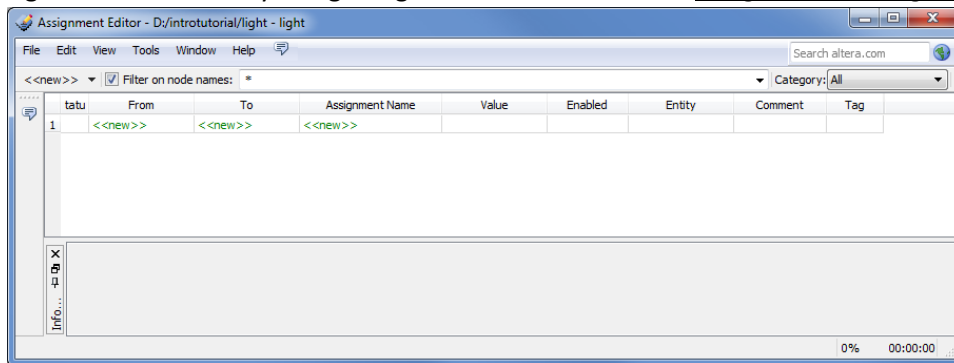 Assignment Editor - D:/introtutorial/light - light
File Edit View Tools Window Help Search altera.com
<<new>> Filter on node names: * Category: All
tatu From To Assignment Name Value Enabled Entity Comment Tag
1 <<new>> <<new>> <<new>>
Info...
0% 00:00:00